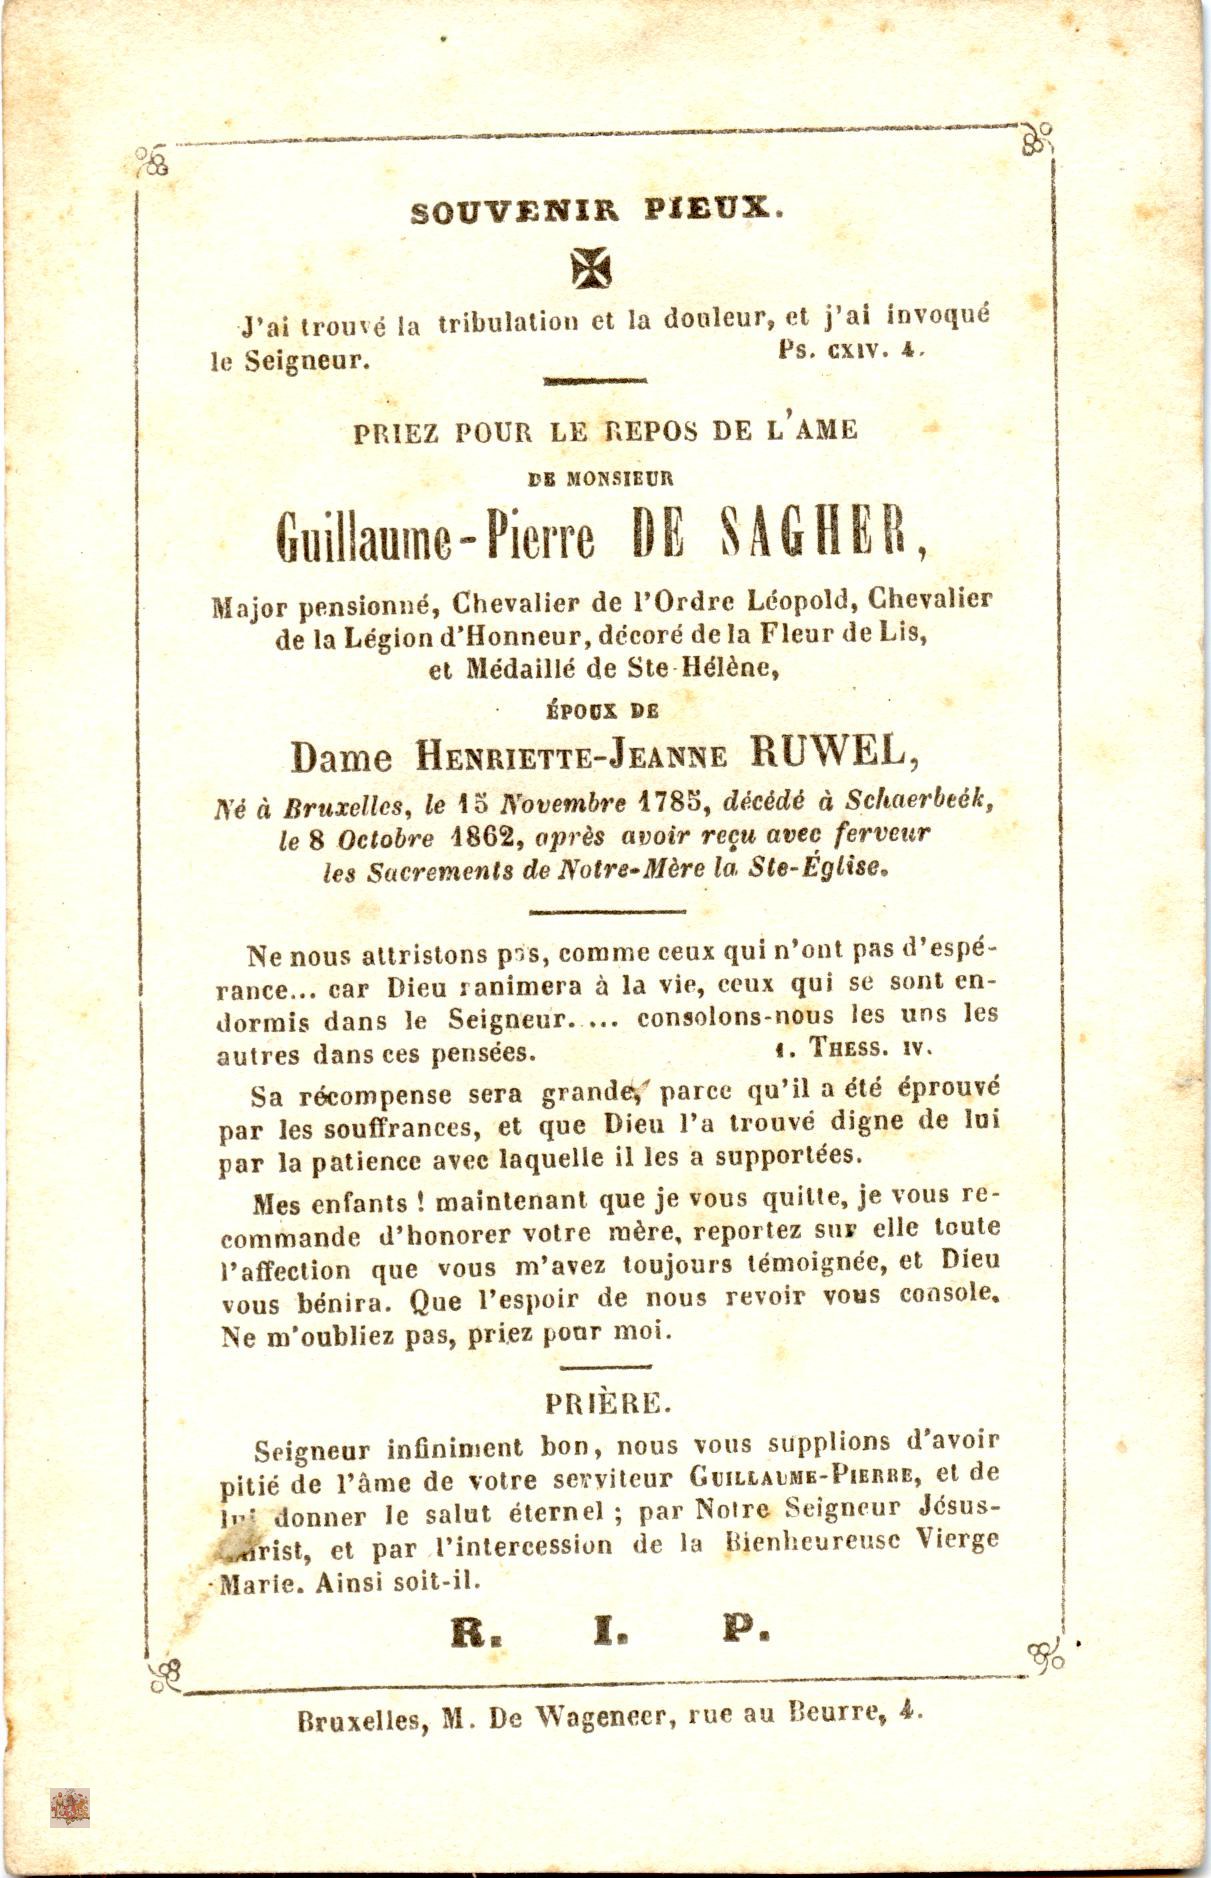 SOUVENIR PIEUX.
J'ai trouvé la tribulation et la douleur, et j'ai invoqué
le Seigneur. Ps. CXIV. 4.
PRIEZ POUR LE REPOS DE L'AME
DE MONSIEUR
Guillaume-Pierre DE SAGHER,
Major pensionné, Chevalier de l'Ordre Léopold, Chevalier
de la Légion d'Honneur, décoré de la Fleur de Lis,
et Médaillé de Ste-Hélène,
ÉPOUX DE
Dame HENRIETTE-JEANNE RUWEL,
Né à Bruxelles, le 15 Novembre 1785, décédé à Schaerbeék,
le 8 Octobre 1862, après avoir reçu avec ferveur
les Sacrements de Notre-Mère la Ste-Église.
Ne nous attristons pas, comme ceux qui n'ont pas d'espé-
rance... car Dieu ranimera à la vie, ceux qui se sont en-
dormis dans le Seigneur. ... consolons-nous les uns les
autres dans ces pensées. 1. THESS. IV.
Sa récompense sera grande, parce qu'il a été éprouvé
par les souffrances, et que Dieu l'a trouvé digne de lui
par la patience avec laquelle il les a supportées.
Mes enfants ! maintenant que je vous quitte, je vous re-
commande d'honorer votre mère, reportez sur elle toute
l'affection que vous m'avez toujours témoignée, et Dieu
vous bénira. Que l'espoir de nous revoir vous console.
Ne m'oubliez pas, priez pour moi.
PRIÈRE.
Seigneur infiniment bon, nous vous supplions d'avoir
pitié de l'âme de votre serviteur GUILLAUME-PIERRE, et de
lui donner le salut éternel ; par Notre Seigneur Jésus-
Christ, et par l'intercession de la Bienheureuse Vierge
Marie. Ainsi soit-il.
R. I. P.
Bruxelles, M. De Wageneer, rue au Beurre, 4.